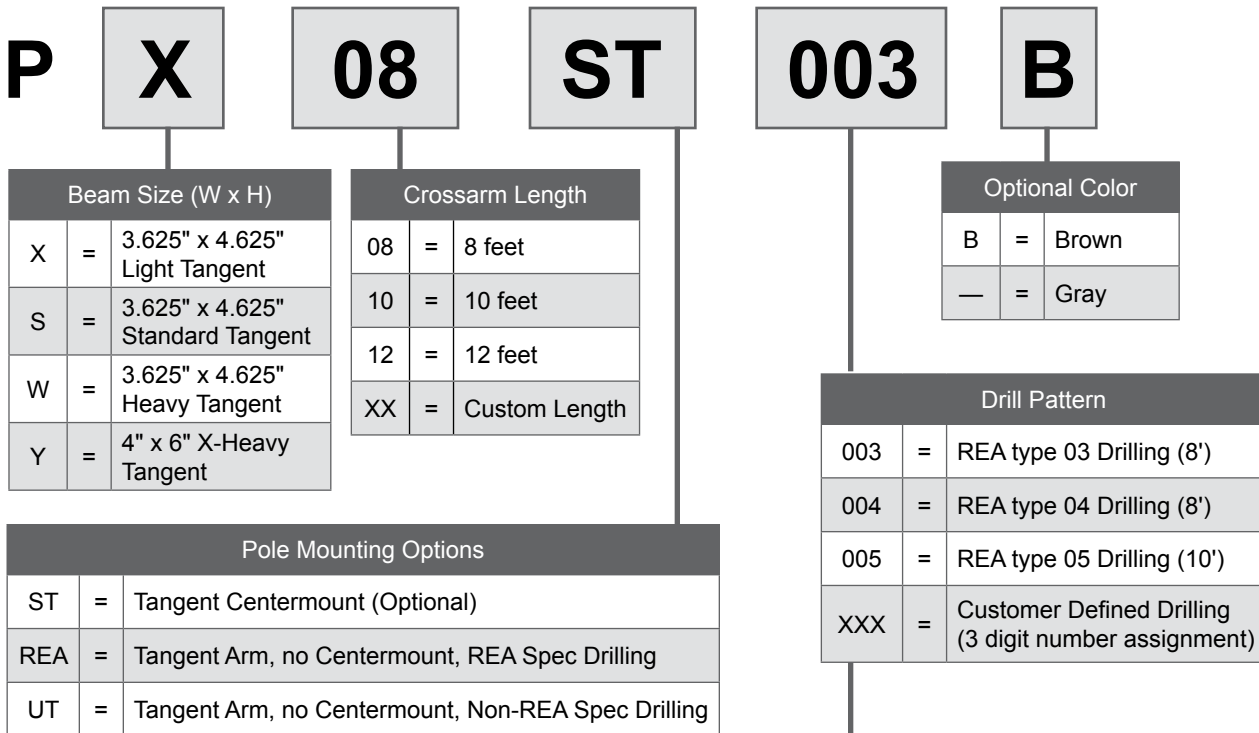 P X 08 ST 003 B
Beam Size (W x H)
X = 3.625" x 4.625"
Light Tangent
S = 3.625" x 4.625"
Standard Tangent
W = 3.625" x 4.625"
Heavy Tangent
Y = 4" x 6" X-Heavy
Tangent
Crossarm Length
08 = 8 feet
10 = 10 feet
12 = 12 feet
XX = Custom Length
Optional Color
B = Brown
— = Gray
Drill Pattern
003 = REA type 03 Drilling (8')
004 = REA type 04 Drilling (8')
005 = REA type 05 Drilling (10')
XXX = Customer Defined Drilling
(3 digit number assignment)
Pole Mounting Options
ST = Tangent Centermount (Optional)
REA = Tangent Arm, no Centermount, REA Spec Drilling
UT = Tangent Arm, no Centermount, Non-REA Spec Drilling